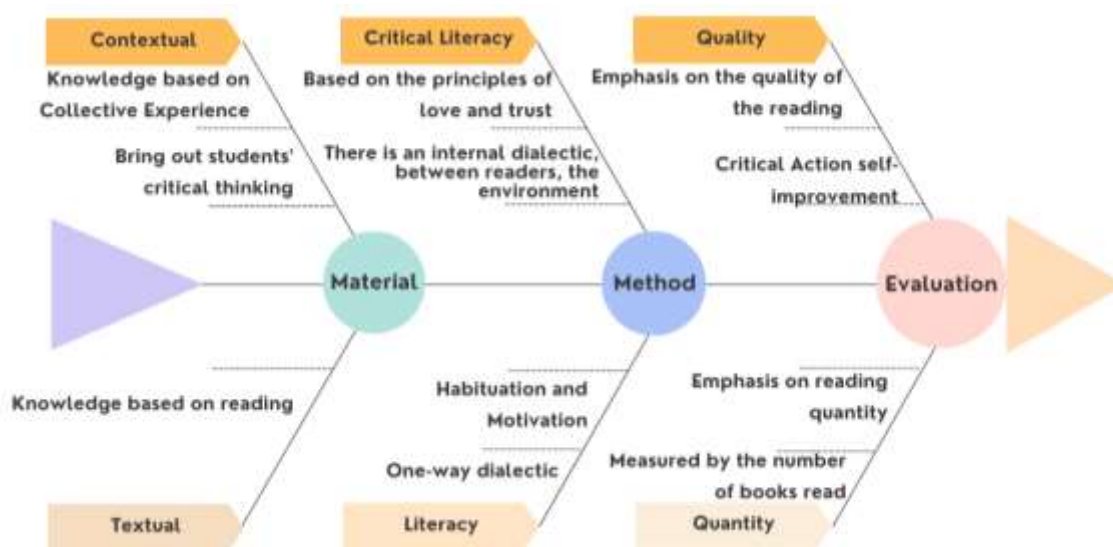 Contextual
Knowledge based on
Collective Experience
Bring out students'
critical thinking
Critical Literacy
Based on the principles of
love and trust
There is an internal dialectic,
between readers, the
environment
Quality
Emphasis on the quality of
the reading
Critical Action self-
improvement
Material
Method
Evaluation
Knowledge based on reading
Textual
Habituation and
Motivation
One-way dialectic
Literacy
Emphasis on reading
quantity
Measured by the number
of books read
Quantity